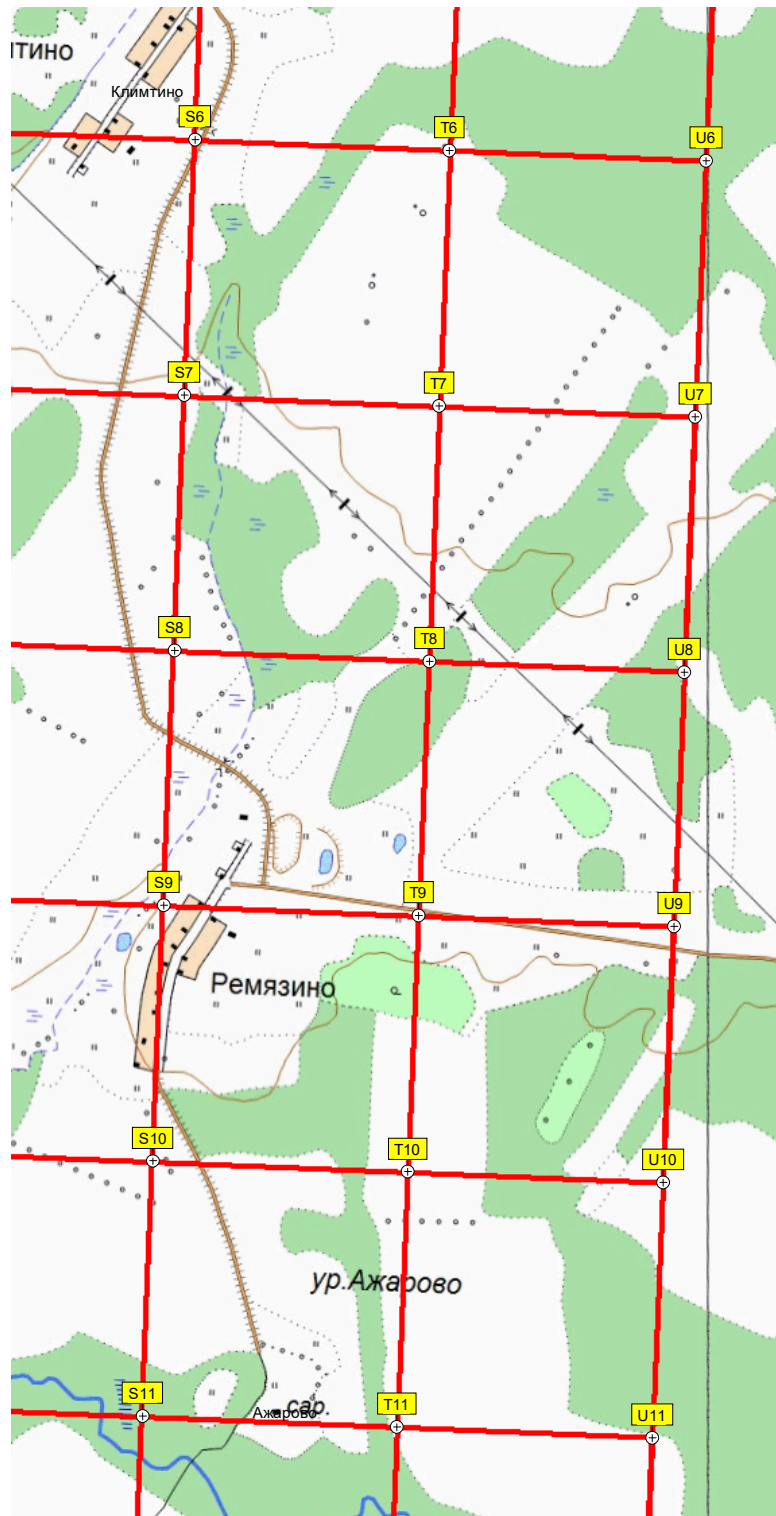 тино
Климтино
S6
T6
U6
S7
T7
U7
S8
T8
U8
S9
T9
U9
Ремязино
S10
T10
U10
ур.Ажарово
S11
сар.
Ажарово
T11
U11